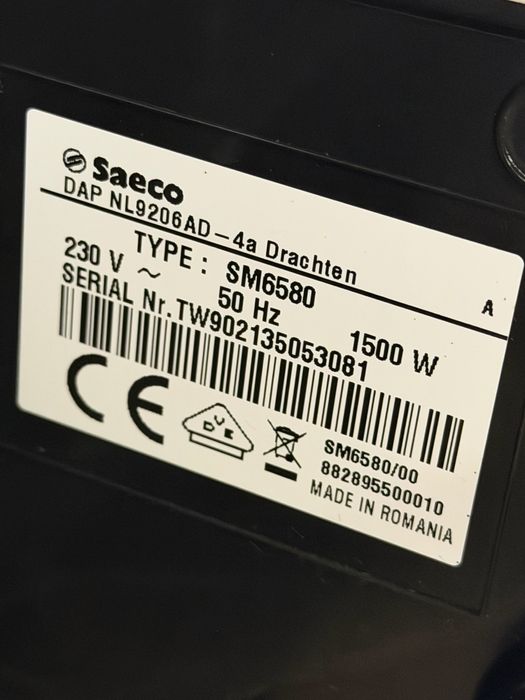 Saeco
DAP NL9206AD-4a Drachten
TYPE : SM6580 A
230 V ~ 50 Hz 1500 W
SERIAL Nr. TW902135053081
CE
DVE
SM6580/00
882895500010
MADE IN ROMANIA